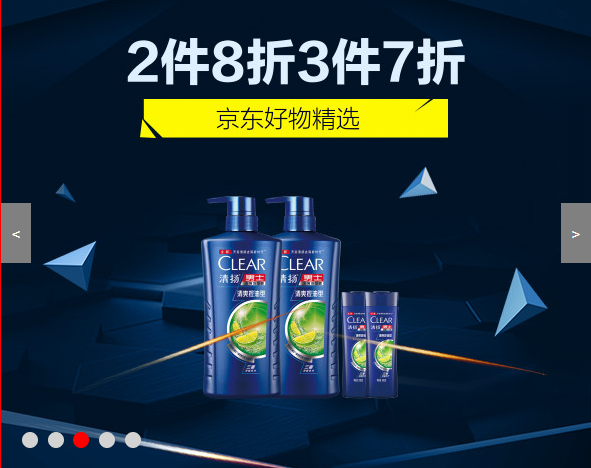 2件8折3件7折
京东好物精选
<
>
CLEAR
清扬 男士
清爽控油型
CLEAR
清扬 男士
清爽控油型
CLEAR
清扬
CLEAR
清扬